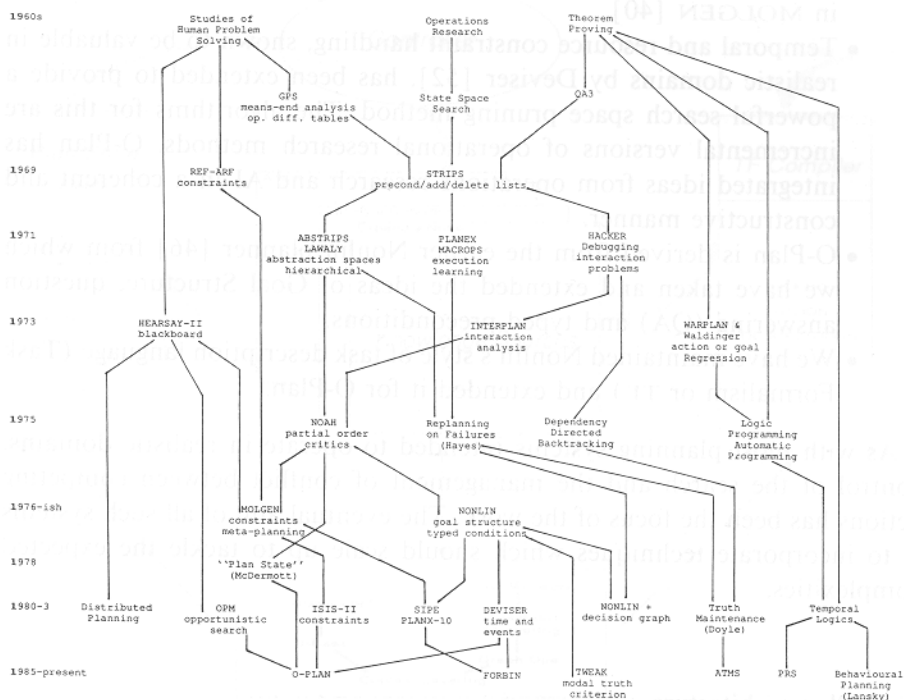 1960s
Studies of
Human Problem
Solving
Operations
Research
Theorem
Proving
GPS
means-end analysis
op. diff. tables
State Space
Search
QA3
1969
REF-ARF
constraints
STRIPS
precond/add/delete lists
1971
ABSTRIPS
LAWALY
abstraction spaces
hierarchical
PLANEX
MACROPS
execution
learning
HACKER
Debugging
interaction
problems
1973
HEARSAY-II
blackboard
INTERPLAN
interaction
analysis
WARPLAN &
Waldinger
action or goal
Regression
1975
NOAH
partial order
critics
Replanning
on Failures
(Hayes)
Dependency
Directed
Backtracking
Logic
Programming
Automatic
Programming
1976-ish
MOLGEN
constraints
meta-planning
NONLIN
goal structure
typed conditions
1978
''Plan State''
(McDermott)
1980-3
Distributed
Planning
OPM
opportunistic
search
ISIS-II
constraints
SIPE
PLANX-10
DEVISER
time and
events
NONLIN +
decision graph
Truth
Maintenance
(Doyle)
Temporal
Logics
1985-present
O-PLAN
FORBIN
TWEAK
modal truth
criterion
ATMS
PRS
Behavioural
Planning
(Lansky)